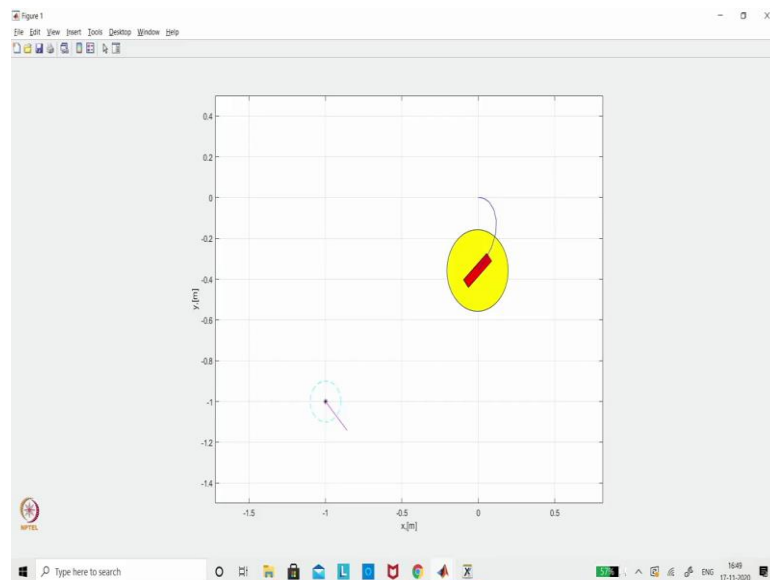 Figure 1
File Edit View Insert Tools Desktop Window Help
0.4
0.2
0
-0.2
-0.4
-0.6
-0.8
-1
-1.2
-1.4
y,[m]
-1.5 -1 -0.5 0 0.5
x,[m]
NPTEL
Type here to search
57%
ENG
16:49
17-11-2020